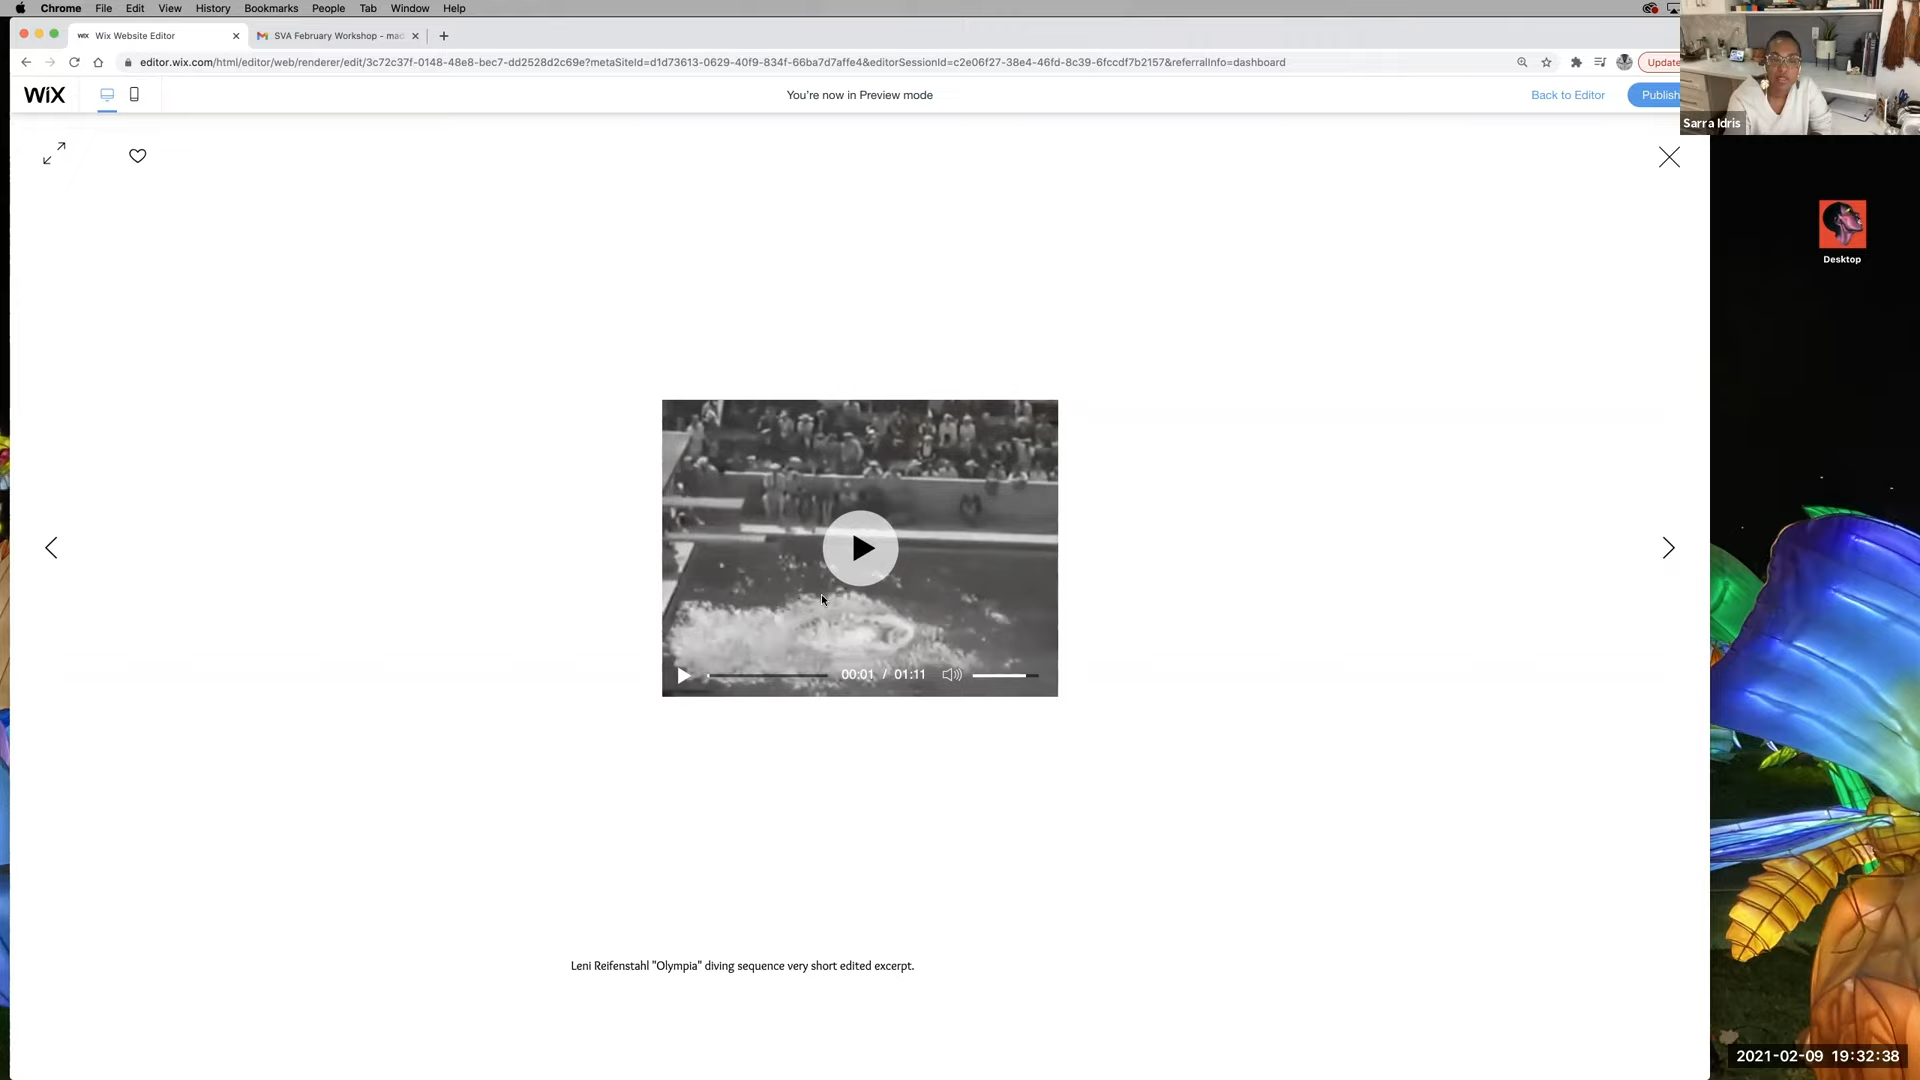 Chrome File Edit View History Bookmarks People Tab Window Help
WiX Wix Website Editor
SVA February Workshop - mad
editor.wix.com/html/editor/web/renderer/edit/3c72c37f-0148-48e8-bec7-dd2528d2c69e?metaSiteId=d1d73613-0629-40f9-834f-66ba7d7affe4&editorSessionId=c2e06f27-38e4-46fd-8c39-6fccdf7b2157&referralInfo=dashboard
Update
WiX
You're now in Preview mode
Back to Editor
Publish
Sarra Idris
Desktop
00:01 / 01:11
Leni Reifenstahl "Olympia" diving sequence very short edited excerpt.
2021-02-09 19:32:38